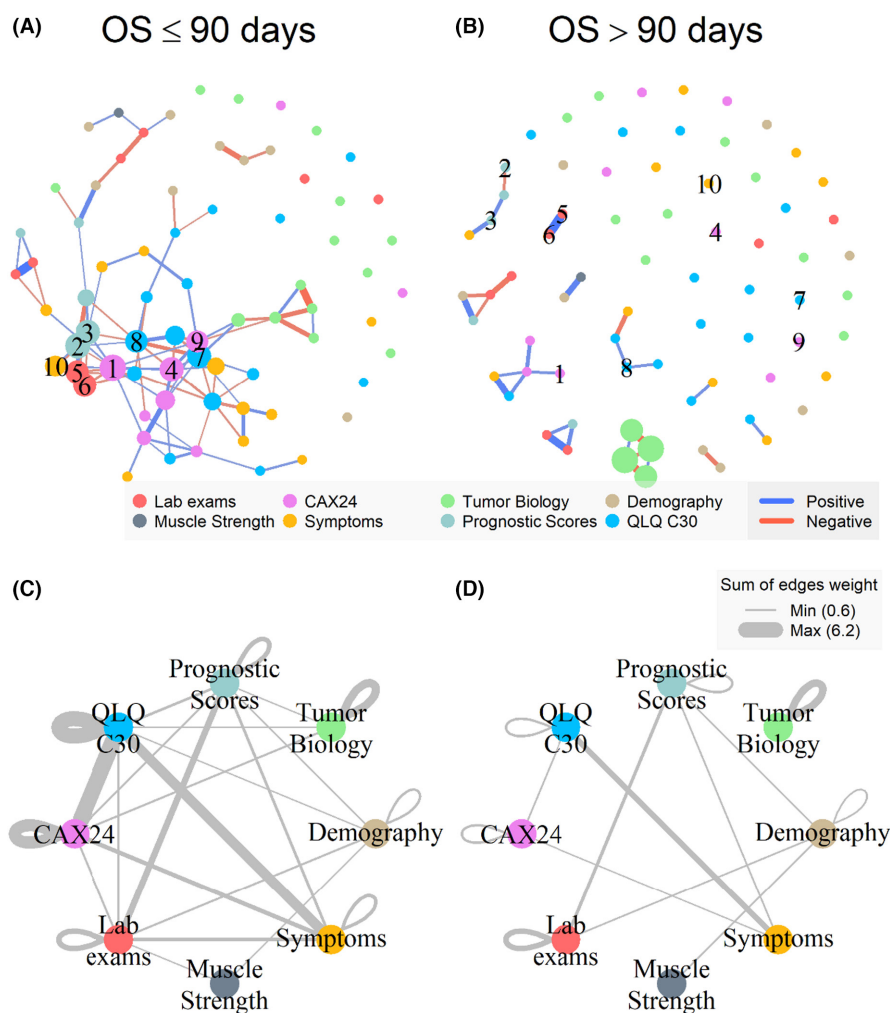 (A) OS ≤ 90 days
(B) OS > 90 days
2
3
5
6
10
4
7
9
1
8
3
2
10
5
6
1
8
4
9
7
Lab exams
CAX24
Tumor Biology
Demography
Positive
Muscle Strength
Symptoms
Prognostic Scores
QLQ C30
Negative
(C)
(D)
Sum of edges weight
Min (0.6)
Max (6.2)
Prognostic
Scores
QLQ
C30
Tumor
Biology
CAX24
Demography
Lab
exams
Symptoms
Muscle
Strength
Prognostic
Scores
QLQ
C30
Tumor
Biology
CAX24
Demography
Lab
exams
Symptoms
Muscle
Strength